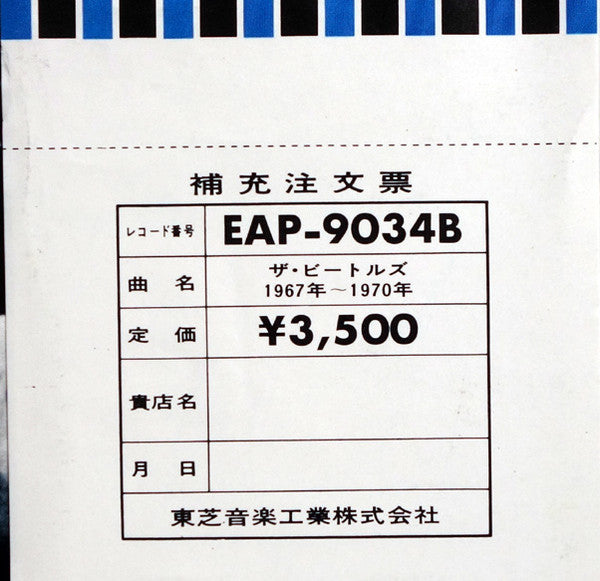 補充注文票
レコード番号 EAP-9034B
曲名 ザ・ビートルズ
1967年～1970年
定価 ¥3,500
貴店名
月日
東芝音楽工業株式会社